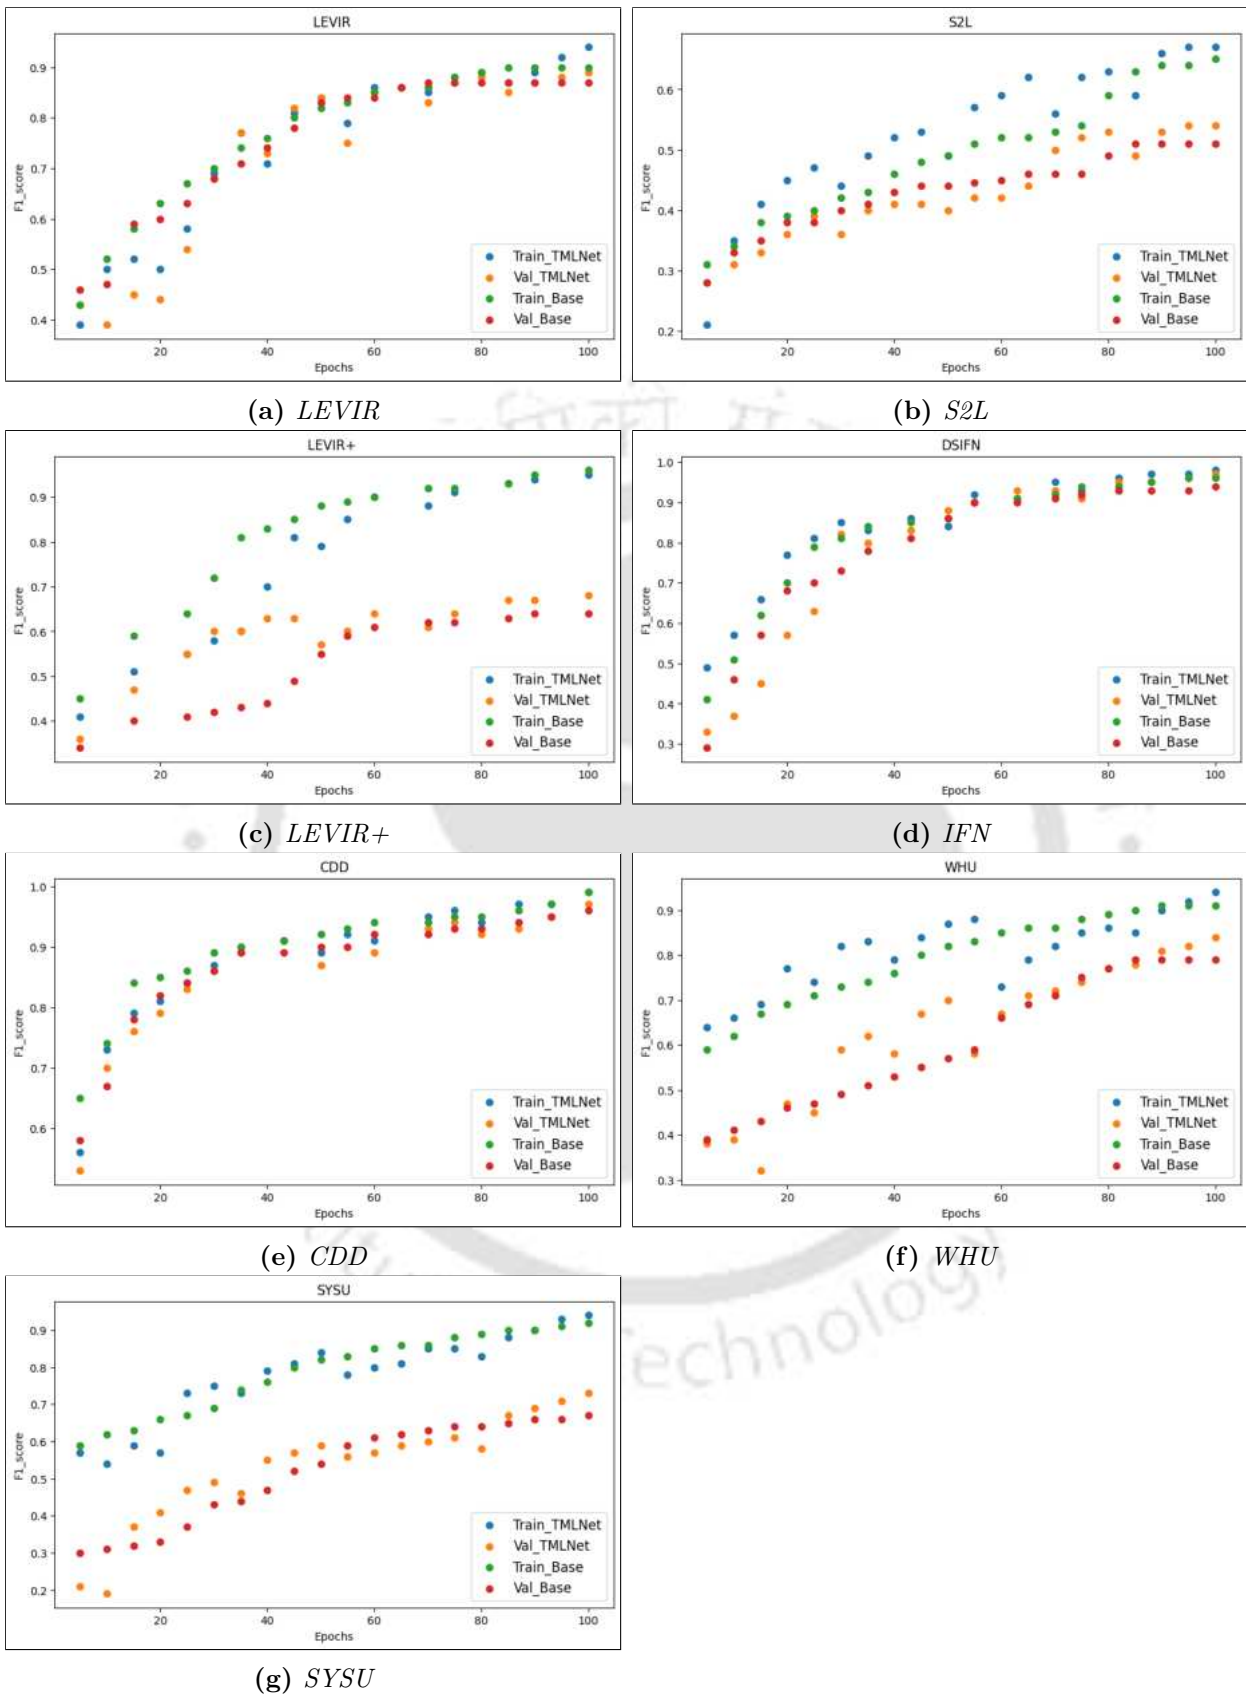 LEVIR
F1_score
0.9
0.8
0.7
0.6
0.5
0.4
Train_TMLNet
Val_TMLNet
Train_Base
Val_Base
20 40 60 80 100
Epochs
(a) LEVIR
S2L
F1_score
0.6
0.5
0.4
0.3
0.2
Train_TMLNet
Val_TMLNet
Train_Base
Val_Base
20 40 60 80 100
Epochs
(b) S2L
LEVIR+
F1_score
0.9
0.8
0.7
0.6
0.5
0.4
Train_TMLNet
Val_TMLNet
Train_Base
Val_Base
20 40 60 80 100
Epochs
(c) LEVIR+
DSIFN
F1_score
1.0
0.9
0.8
0.7
0.6
0.5
0.4
0.3
Train_TMLNet
Val_TMLNet
Train_Base
Val_Base
20 40 60 80 100
Epochs
(d) IFN
CDD
F1_score
1.0
0.9
0.8
0.7
0.6
Train_TMLNet
Val_TMLNet
Train_Base
Val_Base
20 40 60 80 100
Epochs
(e) CDD
WHU
F1_score
0.9
0.8
0.7
0.6
0.5
0.4
0.3
Train_TMLNet
Val_TMLNet
Train_Base
Val_Base
20 40 60 80 100
Epochs
(f) WHU
SYSU
F1_score
0.9
0.8
0.7
0.6
0.5
0.4
0.3
0.2
Train_TMLNet
Val_TMLNet
Train_Base
Val_Base
20 40 60 80 100
Epochs
(g) SYSU
Technology